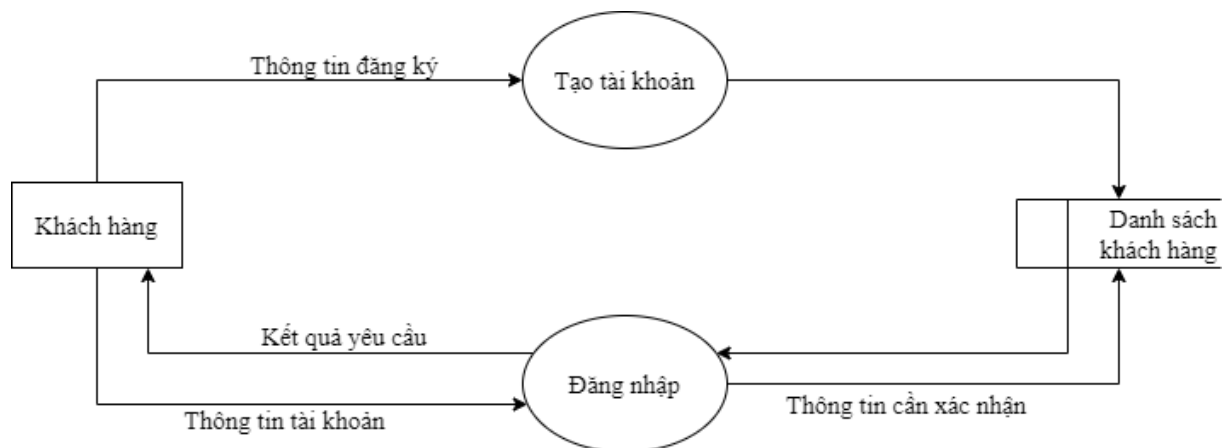 Thông tin đăng ký
Tạo tài khoản
Khách hàng
Danh sách
khách hàng
Kết quả yêu cầu
Đăng nhập
Thông tin tài khoản
Thông tin cần xác nhận